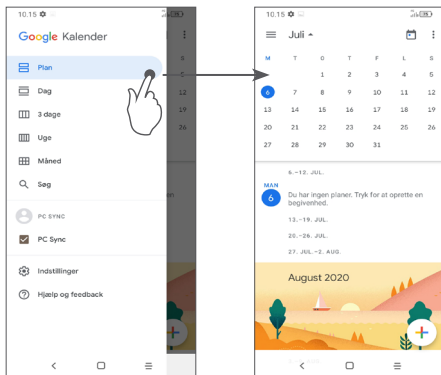 10.15
Google Kalender
Plan
Dag
3 dage
Uge
Måned
Søg
PC SYNC
PC Sync
Indstillinger
Hjælp og feedback
S
12
19
26
en
10.15
Juli
M T O T F L S
1 2 3 4 5
6 7 8 9 10 11 12
13 14 15 16 17 18 19
20 21 22 23 24 25 26
27 28 29 30 31
6.–12. JUL.
MAN
6
Du har ingen planer. Tryk for at oprette en
begivenhed.
13.–19. JUL.
20.–26. JUL.
27. JUL.–2. AUG.
August 2020